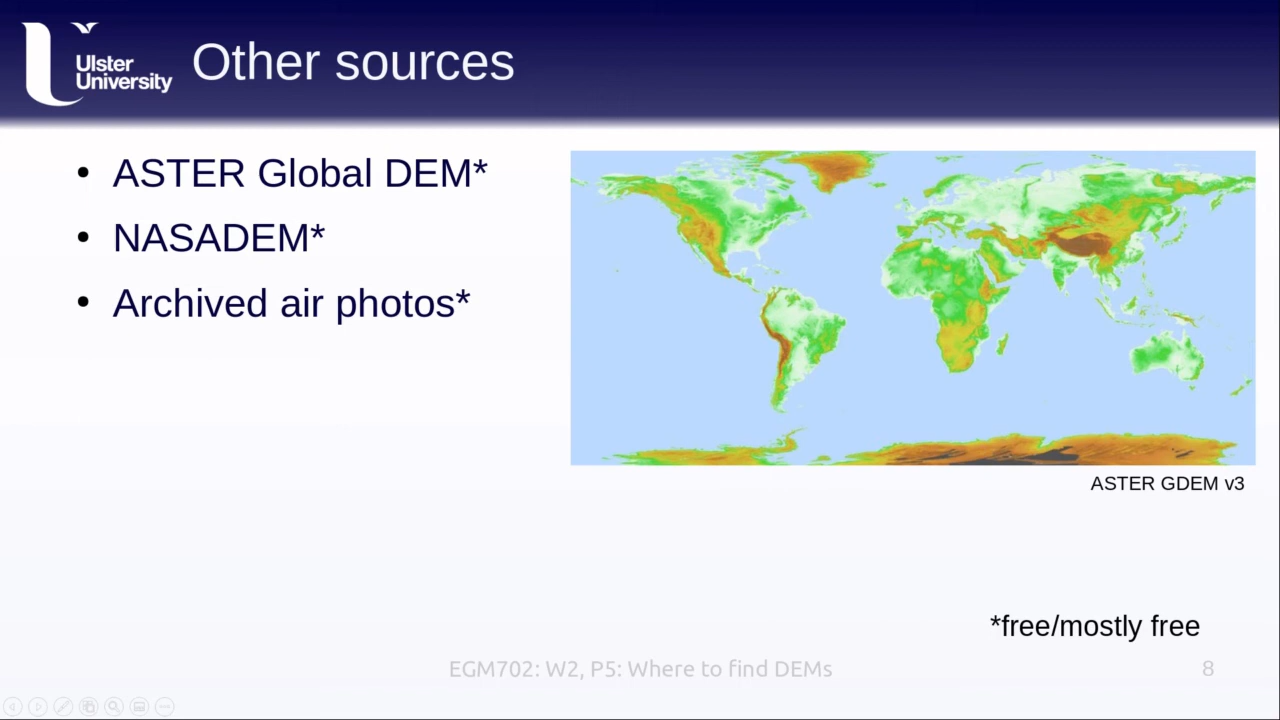 Ulster
University
Other sources
• ASTER Global DEM*
• NASADEM*
• Archived air photos*
ASTER GDEM v3
*free/mostly free
EGM702: W2, P5: Where to find DEMs
8